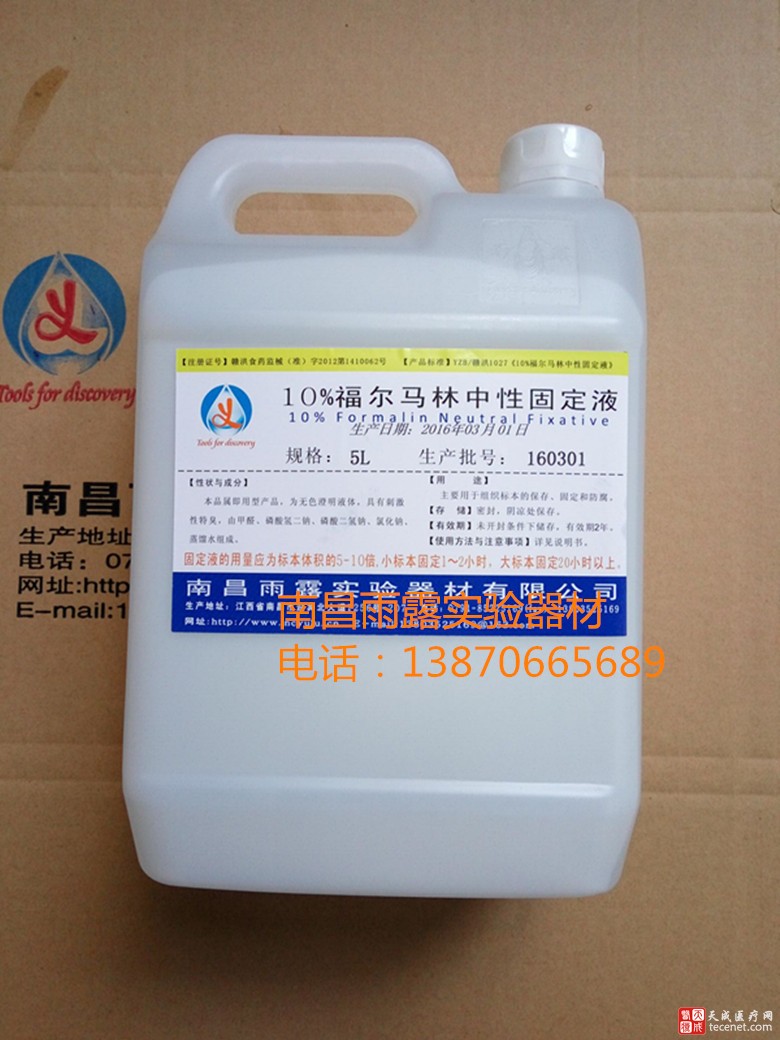 【注册证号】赣洪食药监械（准）字2012第1410062号 【产品标准】YZB/赣洪1027《10%福尔马林中性固定液》
10%福尔马林中性固定液
10% Formalin Neutral Fixative
生产日期：2016年03月01日
Tools for discovery
规格： 5L 生产批号： 160301
【性状与成分】
本品属即用型产品，为无色澄明液体，具有刺激
性特臭，由甲醛、磷酸氢二钠、磷酸二氢钠、氯化钠、
蒸馏水组成。
【用 途】
主要用于组织标本的保存、固定和防腐。
【存 储】密封，阴凉处保存。
【有效期】未开封条件下储存，有效期2年。
【使用方法与注意事项】详见说明书。
固定液的用量应为标本体积的5-10倍,小标本固定1～2小时，大标本固定20小时以上。
南昌雨露实验器材有限公司
生产地址：江西省南昌
网址:http://www.
南昌雨露实验器材
电话：13870665689
Tools for discovery
南昌
生产地址
电话：07
网址:http
E-mail:1
天成医疗网
tecenet.com